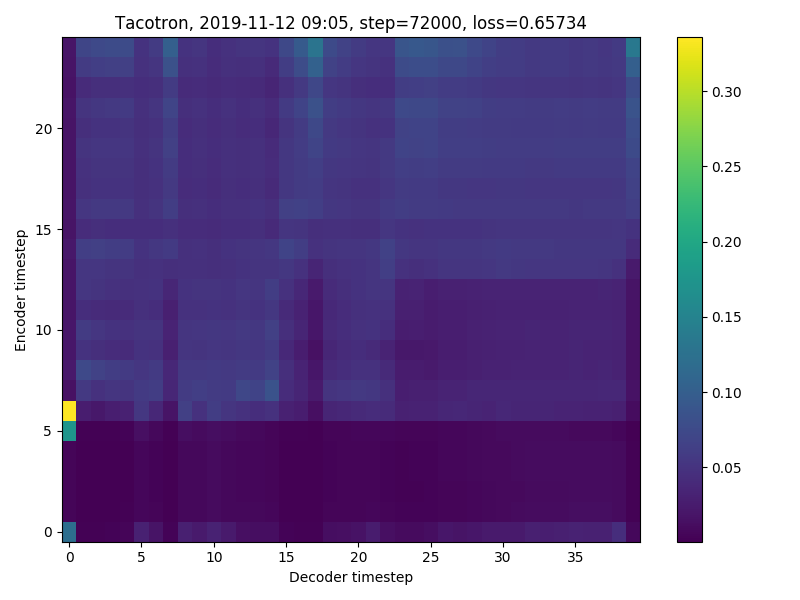 Tacotron, 2019-11-12 09:05, step=72000, loss=0.65734
Encoder timestep
20
15
10
5
0
0 5 10 15 20 25 30 35
Decoder timestep
0.30
0.25
0.20
0.15
0.10
0.05